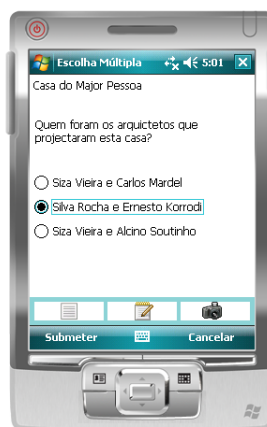 Escolha Múltipla 5:01
Casa do Major Pessoa
Quem foram os arquictetos que
projectaram esta casa?
Siza Vieira e Carlos Mardel
Silva Rocha e Ernesto Korrodi
Siza Vieira e Alcino Soutinho
Submeter Cancelar